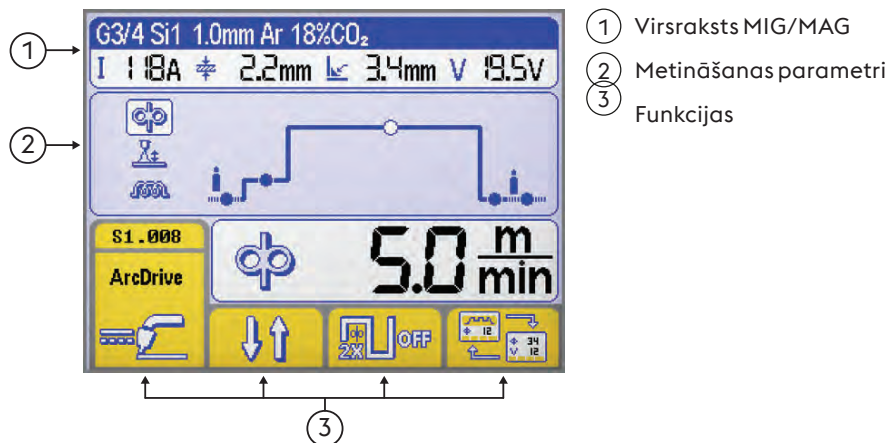 G3/4 Si1 1.0mm Ar 18%CO₂
I 118A 2.2mm 3.4mm V 19.5V
S1.008
ArcDrive
5.0 m/min
2X OFF
12
34
V 12
1 Virsraksts MIG/MAG
2 Metināšanas parametri
3
Funkcijas
1
2
3